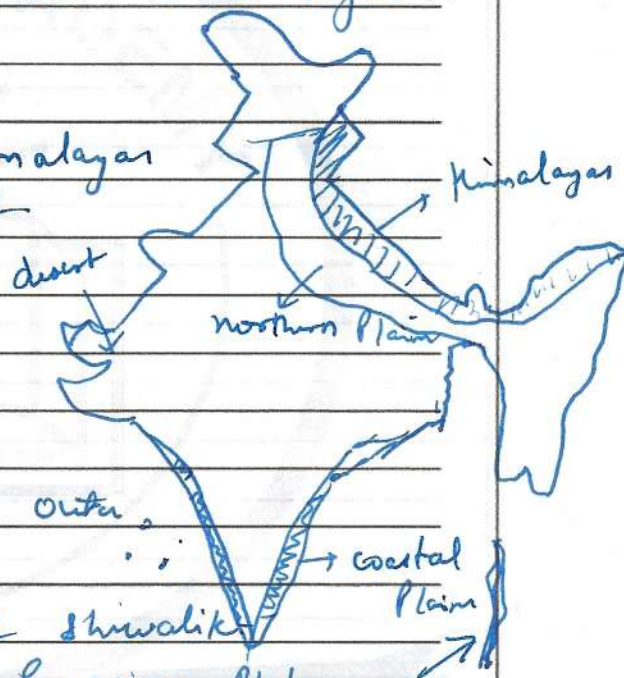 malayas
Himalayas
desert
Northern Plain
Outer
coastal
Plain
Shiwalik